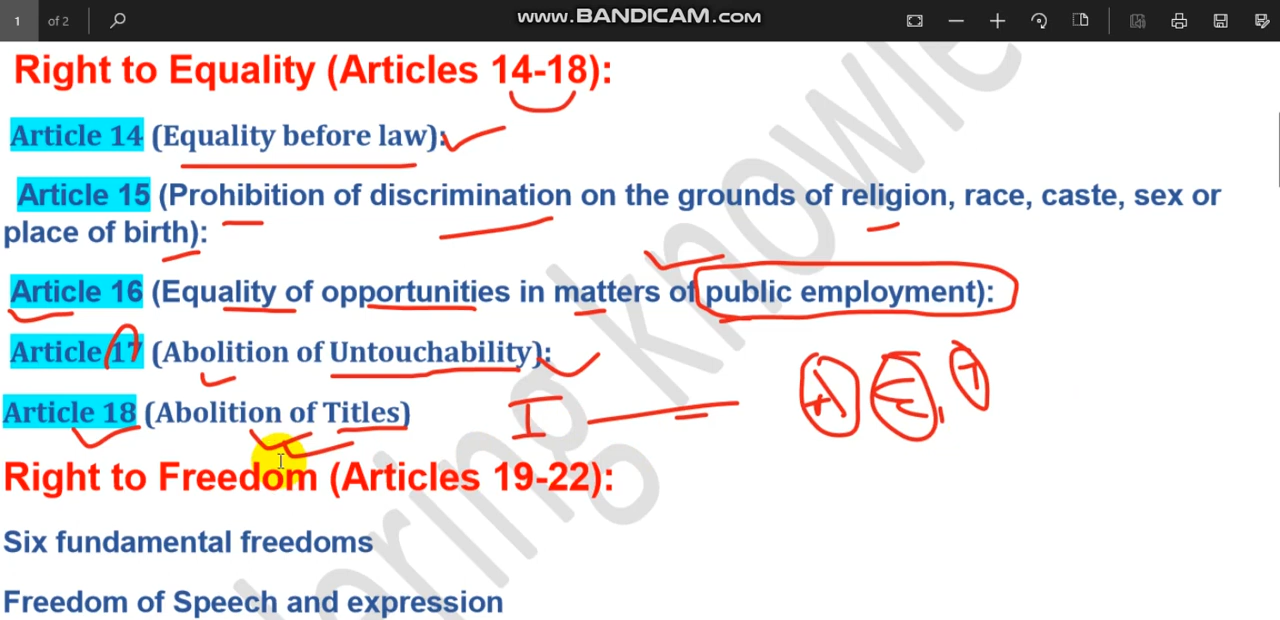 1 of 2
www.BANDICAM.com
Right to Equality (Articles 14-18):
Article 14 (Equality before law):
Article 15 (Prohibition of discrimination on the grounds of religion, race, caste, sex or
place of birth):
Article 16 (Equality of opportunities in matters of public employment):
Article 17 (Abolition of Untouchability):
Article 18 (Abolition of Titles)
I
A E, T
Right to Freedom (Articles 19-22):
Six fundamental freedoms
Freedom of Speech and expression